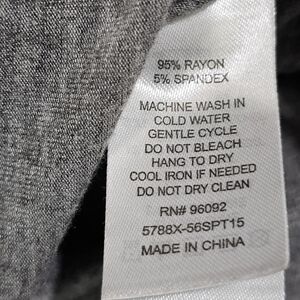 95% RAYON
5% SPANDEX
MACHINE WASH IN
COLD WATER
GENTLE CYCLE
DO NOT BLEACH
HANG TO DRY
COOL IRON IF NEEDED
DO NOT DRY CLEAN
RN# 96092
5788X-56SPT15
MADE IN CHINA